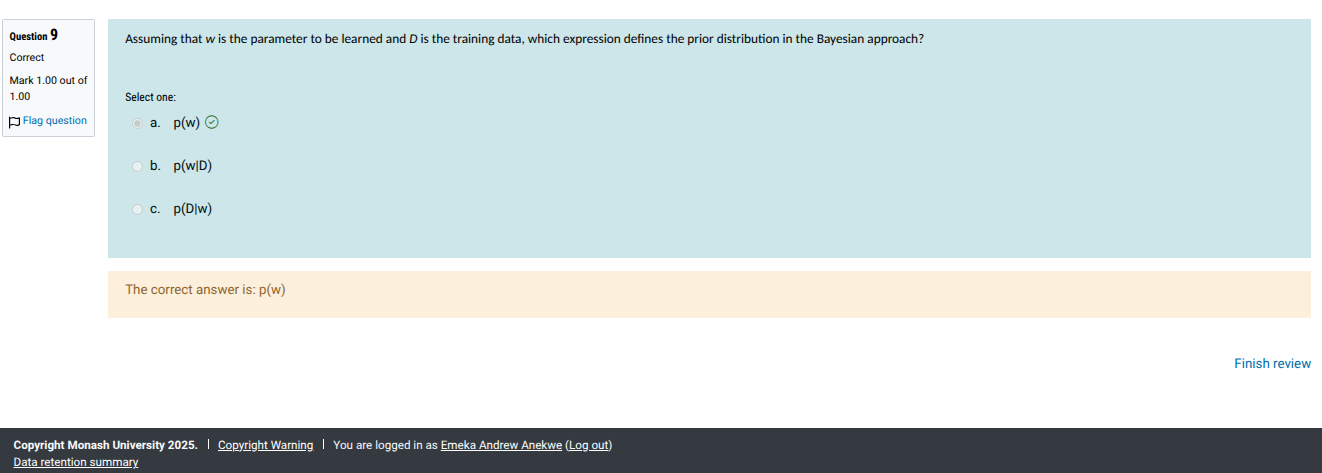 Question 9
Correct
Mark 1.00 out of
1.00
Flag question
Assuming that w is the parameter to be learned and D is the training data, which expression defines the prior distribution in the Bayesian approach?
Select one:
a. p(w)
b. p(w|D)
c. p(D|w)
The correct answer is: p(w)
Finish review
Copyright Monash University 2025. | Copyright Warning | You are logged in as Emeka Andrew Anekwe (Log out)
Data retention summary